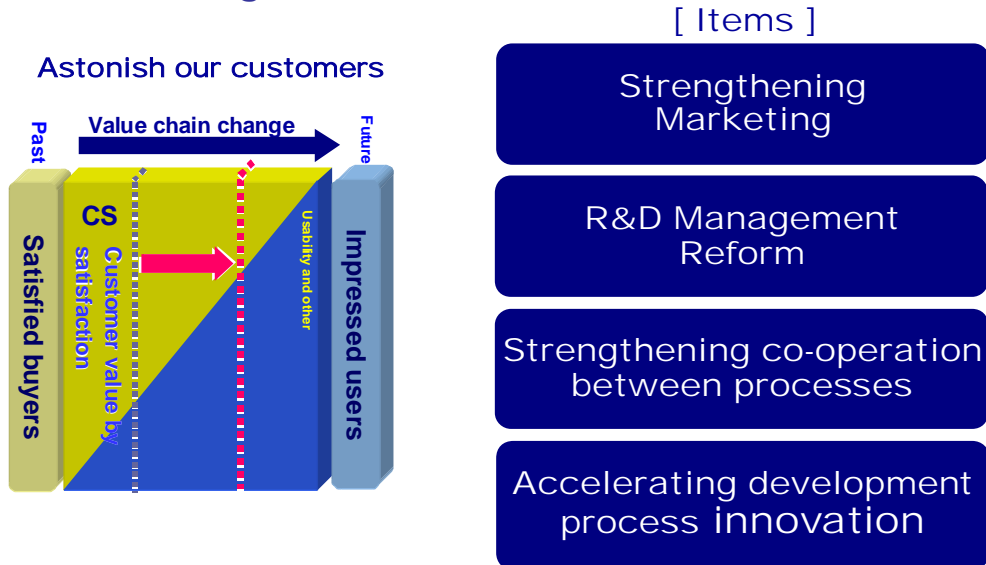 [ Items ]
Astonish our customers
Past
Value chain change
Future
Satisfied buyers
CS
Customer value by
satisfaction
Usability and other
Impressed users
Strengthening
Marketing
R&D Management
Reform
Strengthening co-operation
between processes
Accelerating development
process innovation